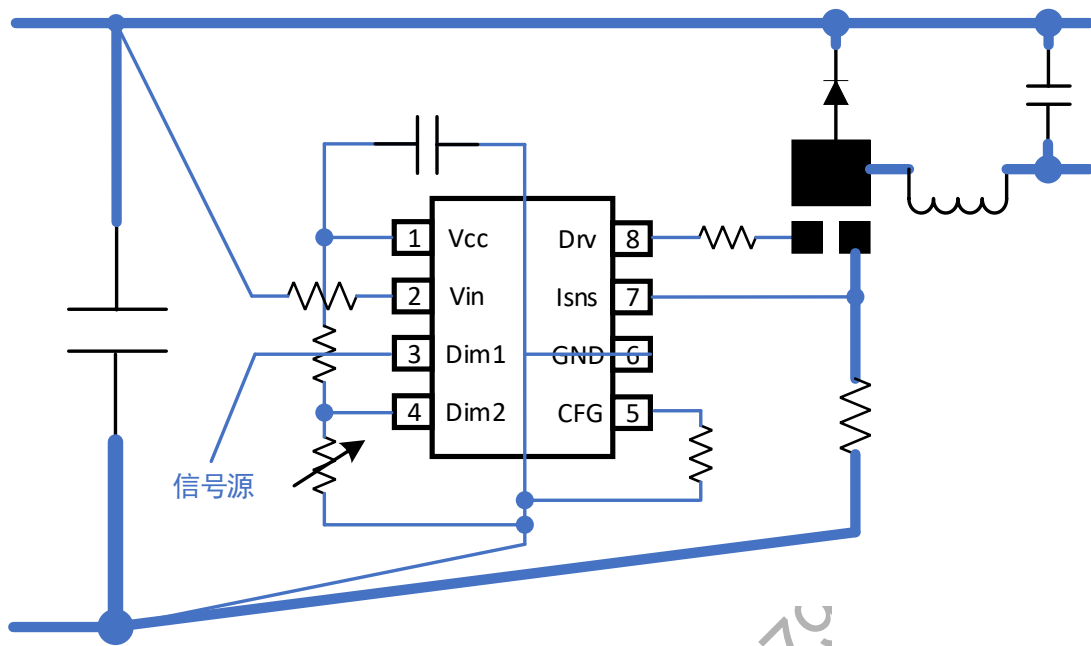 1 Vcc Drv 8
2 Vin Isns 7
3 Dim1 GND 6
4 Dim2 CFG 5
信号源